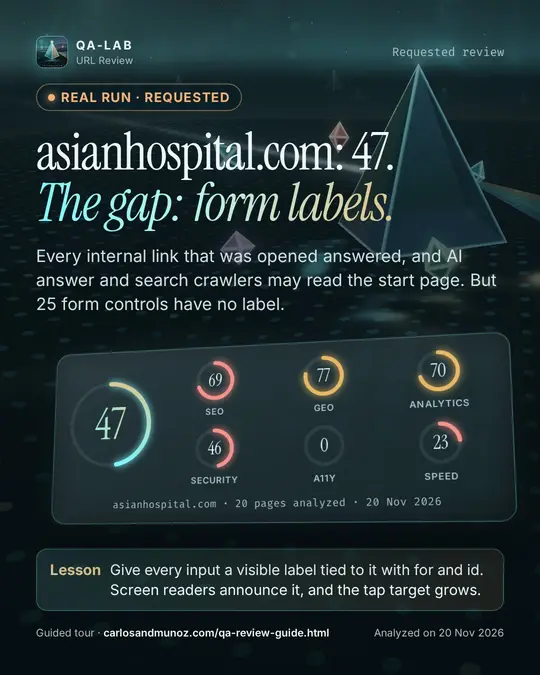 QA-LAB
URL Review
Requested review
REAL RUN · REQUESTED
asianhospital.com: 47.
The gap: form labels.
Every internal link that was opened answered, and AI
answer and search crawlers may read the start page. But
25 form controls have no label.
47
69
SEO
77
GEO
70
ANALYTICS
46
SECURITY
0
A11Y
23
SPEED
asianhospital.com · 20 pages analyzed · 20 Nov 2026
Lesson Give every input a visible label tied to it with for and id.
Screen readers announce it, and the tap target grows.
Guided tour · carlosandmunoz.com/qa-review-guide.html
Analyzed on 20 Nov 2026